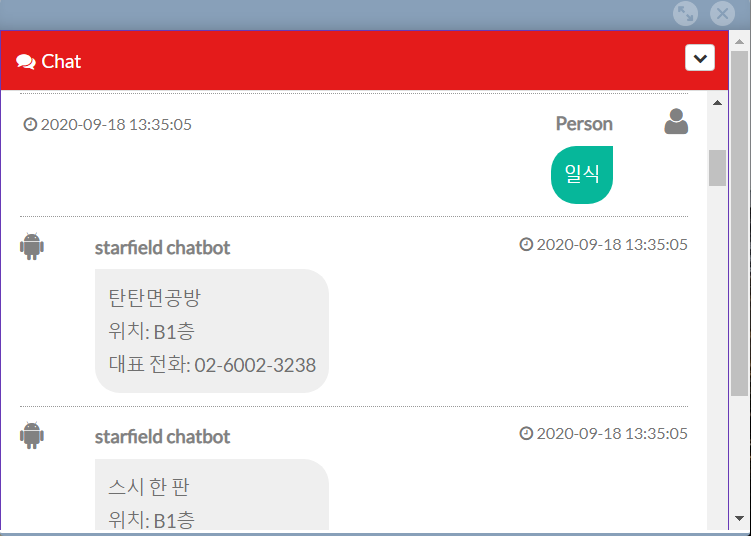 Chat
2020-09-18 13:35:05 Person
일식
starfield chatbot 2020-09-18 13:35:05
탄탄면공방
위치: B1층
대표 전화: 02-6002-3238
starfield chatbot 2020-09-18 13:35:05
스시 한 판
위치: B1층